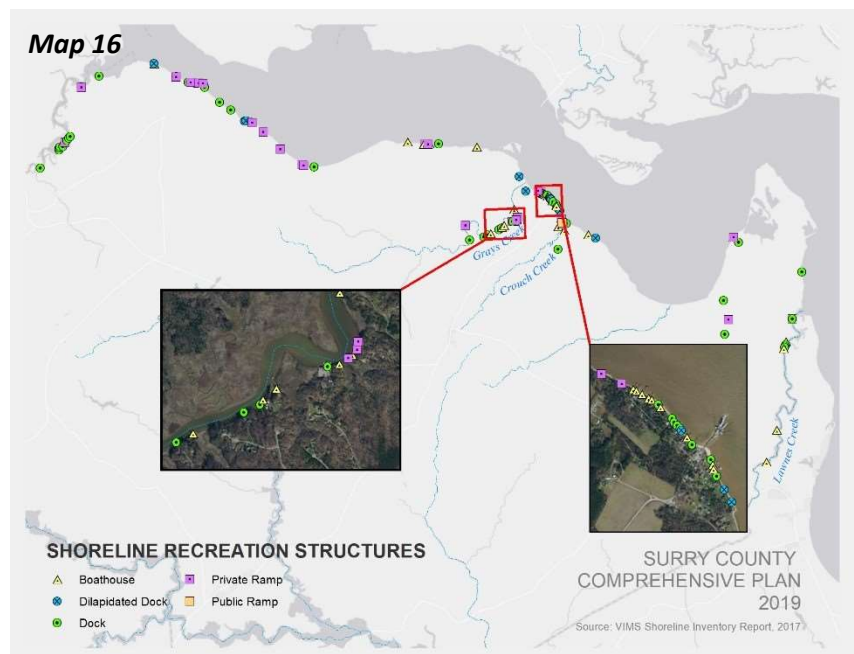 Map 16
Grays Creek
Crouch Creek
Lawnes Creek
SHORELINE RECREATION STRUCTURES
Boathouse
Private Ramp
Dilapidated Dock
Public Ramp
Dock
SURRY COUNTY
COMPREHENSIVE PLAN
2019
Source: VIMS Shoreline Inventory Report, 2017